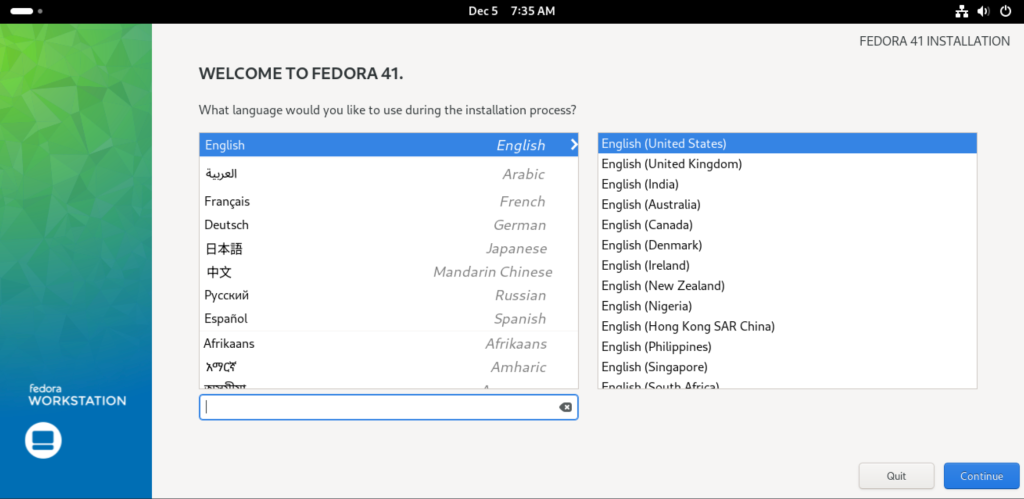 Dec 5 7:35 AM
FEDORA 41 INSTALLATION
WELCOME TO FEDORA 41.
What language would you like to use during the installation process?
English English
العربية Arabic
Français French
Deutsch German
日本語 Japanese
中文 Mandarin Chinese
Русский Russian
Español Spanish
Afrikaans Afrikaans
አማርኛ Amharic
English (United States)
English (United Kingdom)
English (India)
English (Australia)
English (Canada)
English (Denmark)
English (Ireland)
English (New Zealand)
English (Nigeria)
English (Hong Kong SAR China)
English (Philippines)
English (Singapore)
English (South Africa)
fedora
WORKSTATION
Quit
Continue